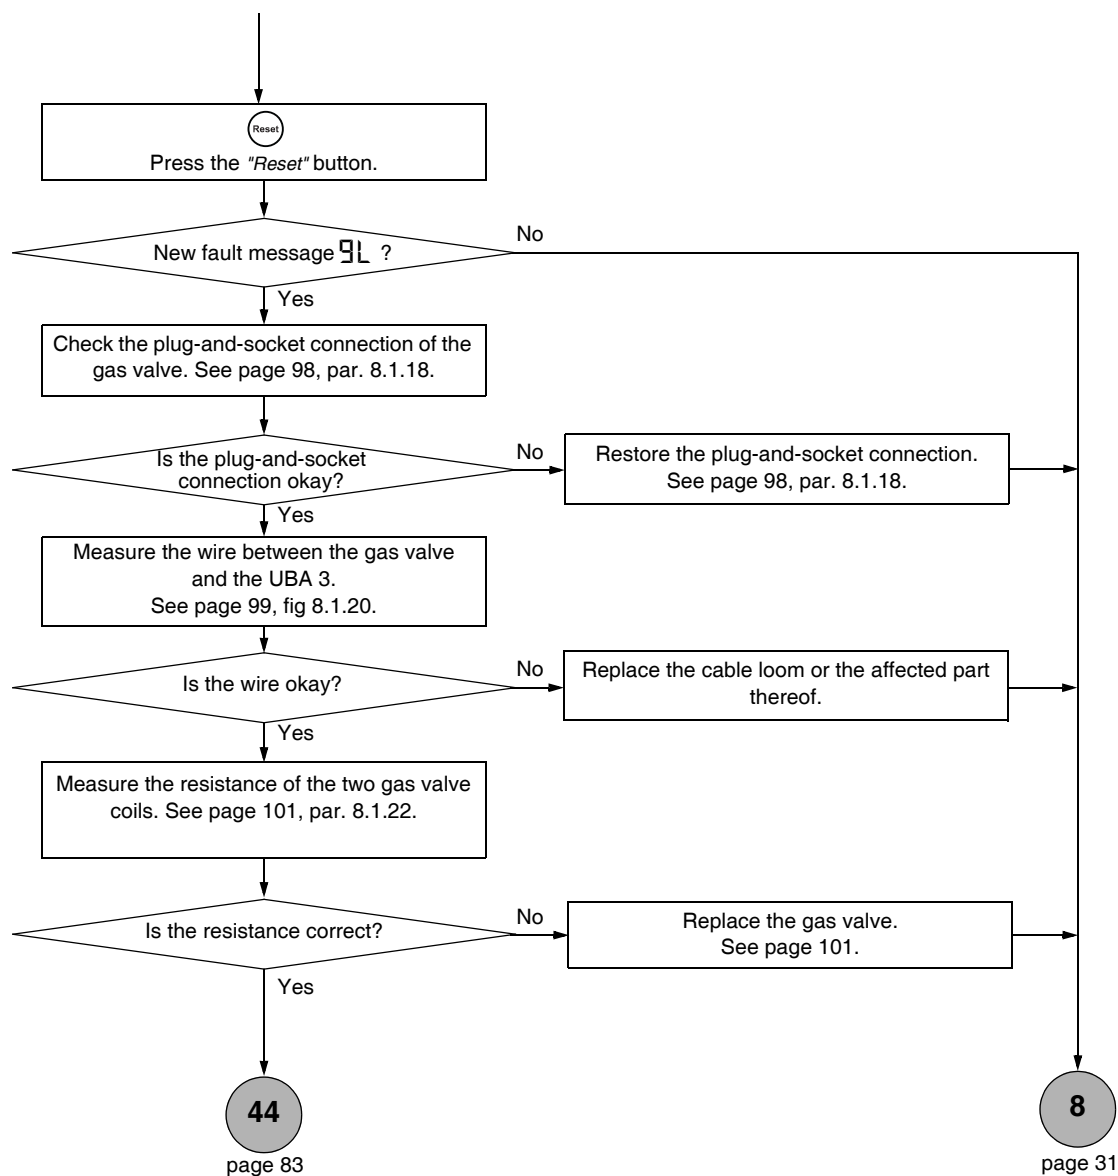 Reset
Press the "Reset" button.
New fault message 9L ?
No
Yes
Check the plug-and-socket connection of the
gas valve. See page 98, par. 8.1.18.
Is the plug-and-socket
connection okay?
No
Restore the plug-and-socket connection.
See page 98, par. 8.1.18.
Yes
Measure the wire between the gas valve
and the UBA 3.
See page 99, fig 8.1.20.
Is the wire okay?
No
Replace the cable loom or the affected part
thereof.
Yes
Measure the resistance of the two gas valve
coils. See page 101, par. 8.1.22.
Is the resistance correct?
No
Replace the gas valve.
See page 101.
Yes
44
page 83
8
page 31